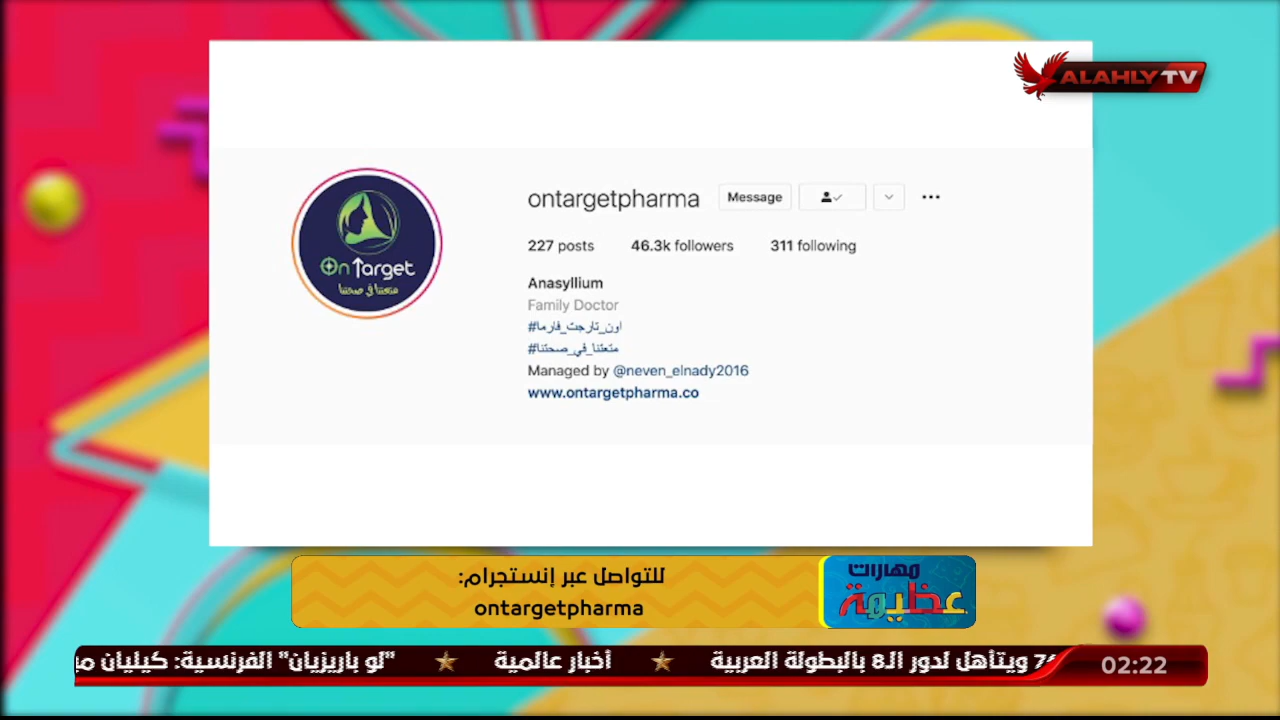 ALAHLY TV
ontargetpharma Message
227 posts 46.3k followers 311 following
On Target
متعتنا في صحتنا
Anasyllium
Family Doctor
#اون_تارجت_فارما
#متعتنا_في_صحتنا
Managed by @neven_elnady2016
www.ontargetpharma.co
للتواصل عبر إنستجرام:
ontargetpharma
مهارات
عظيمة
ويتأهل لدور الـ8 بالبطولة العربية ★ أخبار عالمية ★ "لو باريزيان" الفرنسية: كيليان
02:22